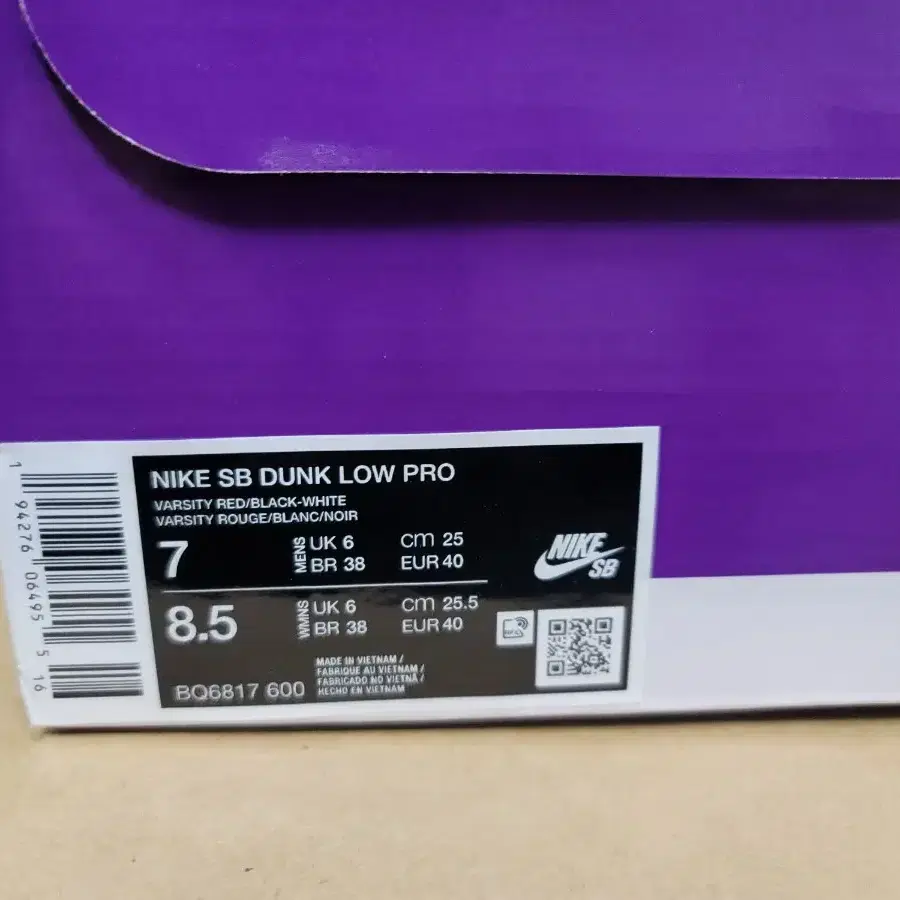 NIKE SB DUNK LOW PRO
VARSITY RED/BLACK-WHITE
VARSITY ROUGE/BLANC/NOIR
7 MENS UK 6 cm 25
BR 38 EUR 40
8.5 WMNS UK 6 cm 25.5
BR 38 EUR 40
NIKE
SB
BQ6817 600
MADE IN VIETNAM /
FABRIQUE AU VIETNAM /
FABRICADO NO VIETNÃ /
HECHO EN VIETNAM
1 94276 06495 5 16